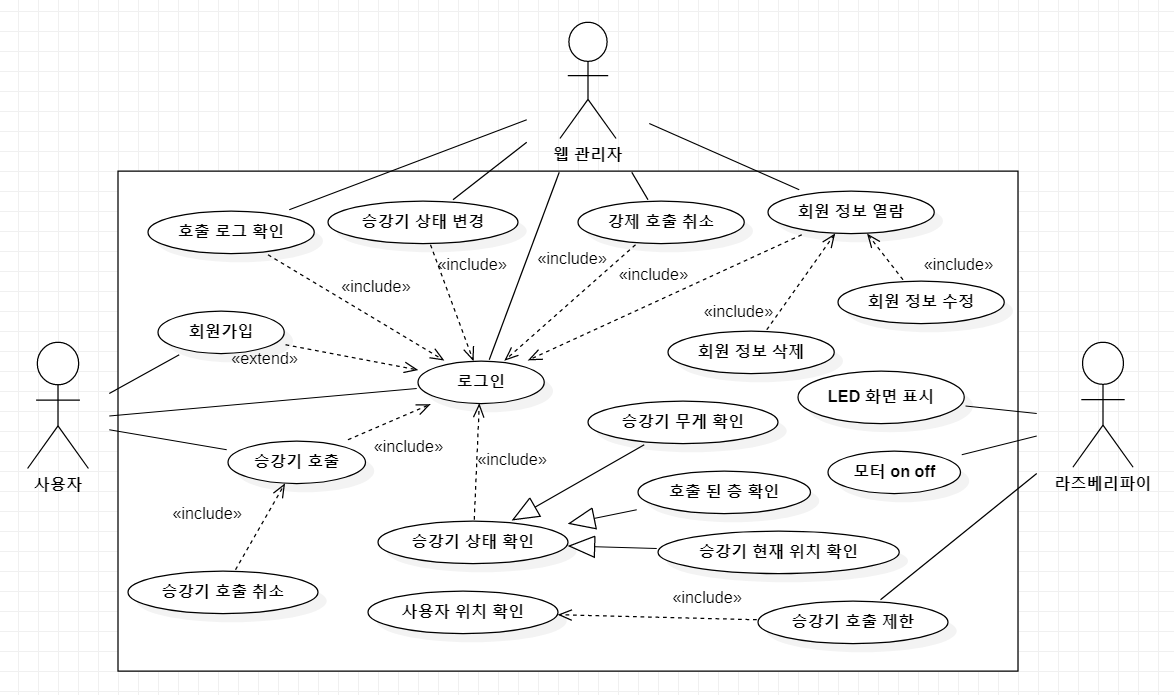 웹 관리자
호출 로그 확인
승강기 상태 변경
강제 호출 취소
회원 정보 열람
«include»
«include»
«include»
«include»
«include»
회원 정보 수정
«include»
회원가입
회원 정보 삭제
«extend»
로그인
LED 화면 표시
승강기 무게 확인
«include»
승강기 호출
«include»
모터 on off
사용자
라즈베리파이
호출 된 층 확인
«include»
승강기 상태 확인
승강기 현재 위치 확인
승강기 호출 취소
«include»
사용자 위치 확인
승강기 호출 제한